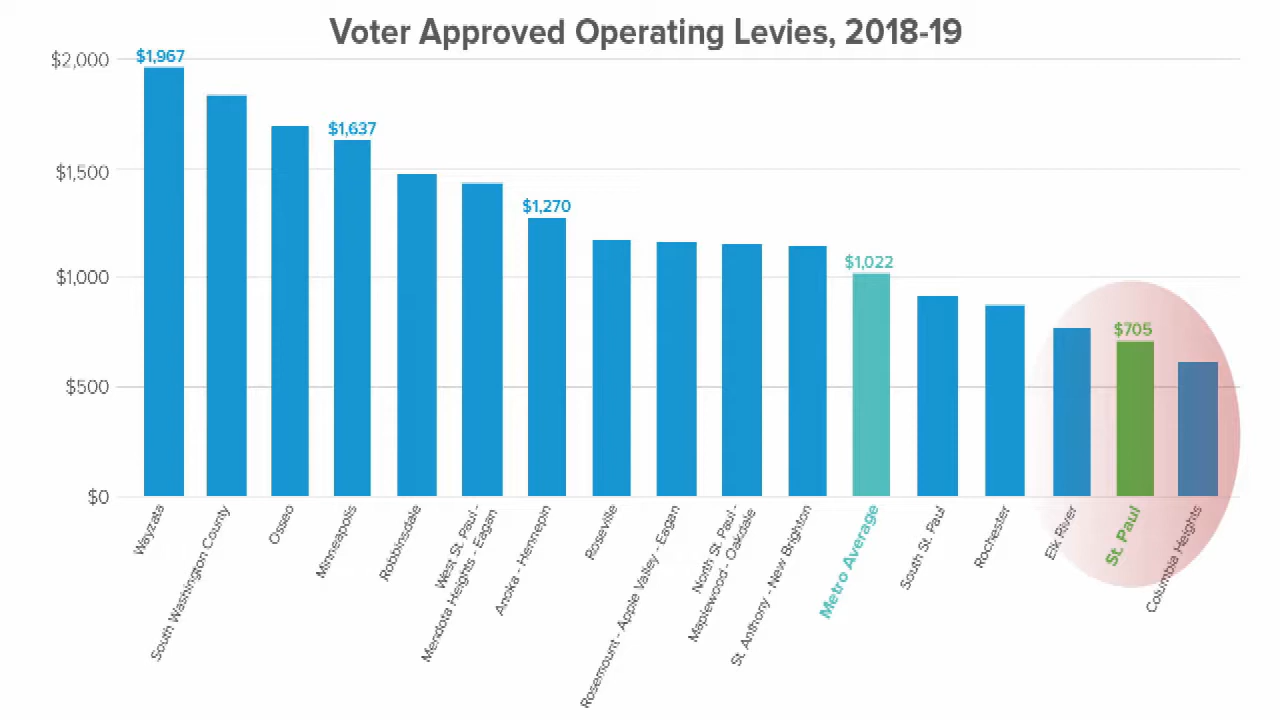 Voter Approved Operating Levies, 2018-19
$2,000
$1,500
$1,000
$500
$0
$1,967
$1,637
$1,270
$1,022
$705
Wayzata
South Washington County
Osseo
Minneapolis
Robbinsdale
West St. Paul -
Mendota Heights - Eagan
Anoka - Hennepin
Roseville
Rosemount - Apple Valley - Eagan
North St. Paul -
Maplewood - Oakdale
St. Anthony - New Brighton
Metro Average
South St. Paul
Rochester
Elk River
St. Paul
Columbia Heights